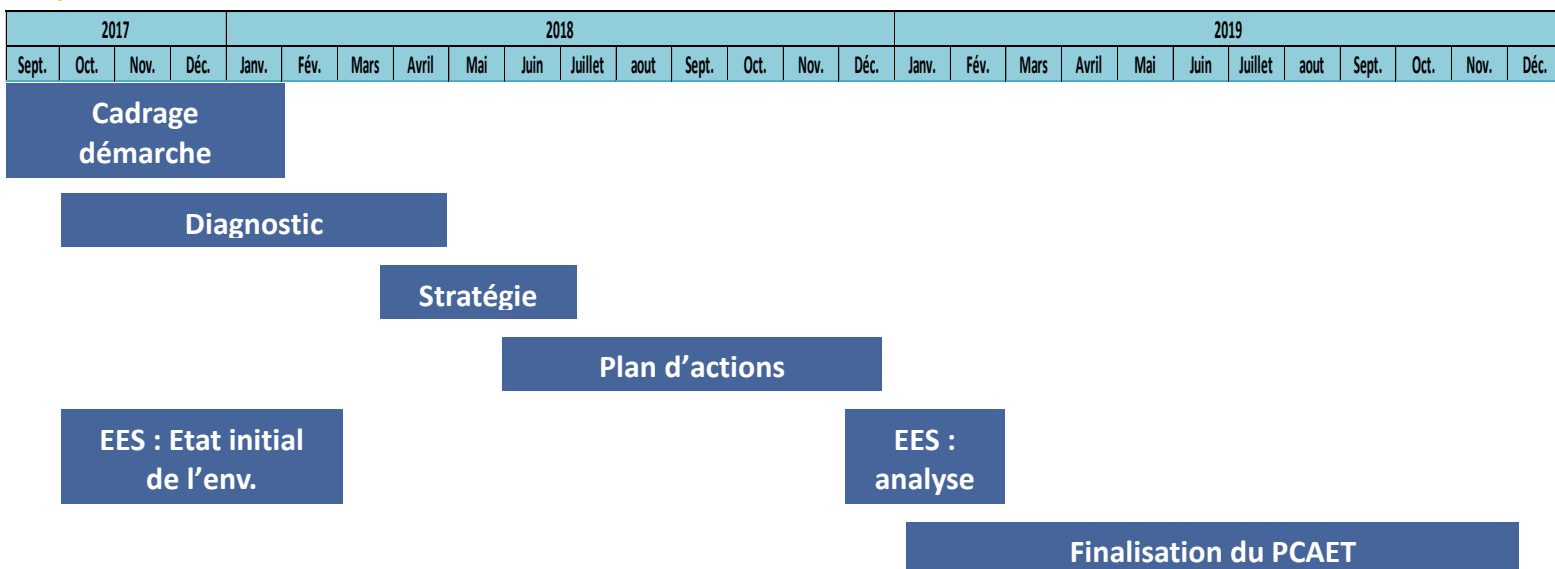 2017 2018 2019
Sept. Oct. Nov. Déc. Janv. Fév. Mars Avril Mai Juin Juillet aout Sept. Oct. Nov. Déc. Janv. Fév. Mars Avril Mai Juin Juillet aout Sept. Oct. Nov. Déc.
Cadrage
démarche
Diagnostic
Stratégie
Plan d’actions
EES : Etat initial
de l’env.
EES :
analyse
Finalisation du PCAET